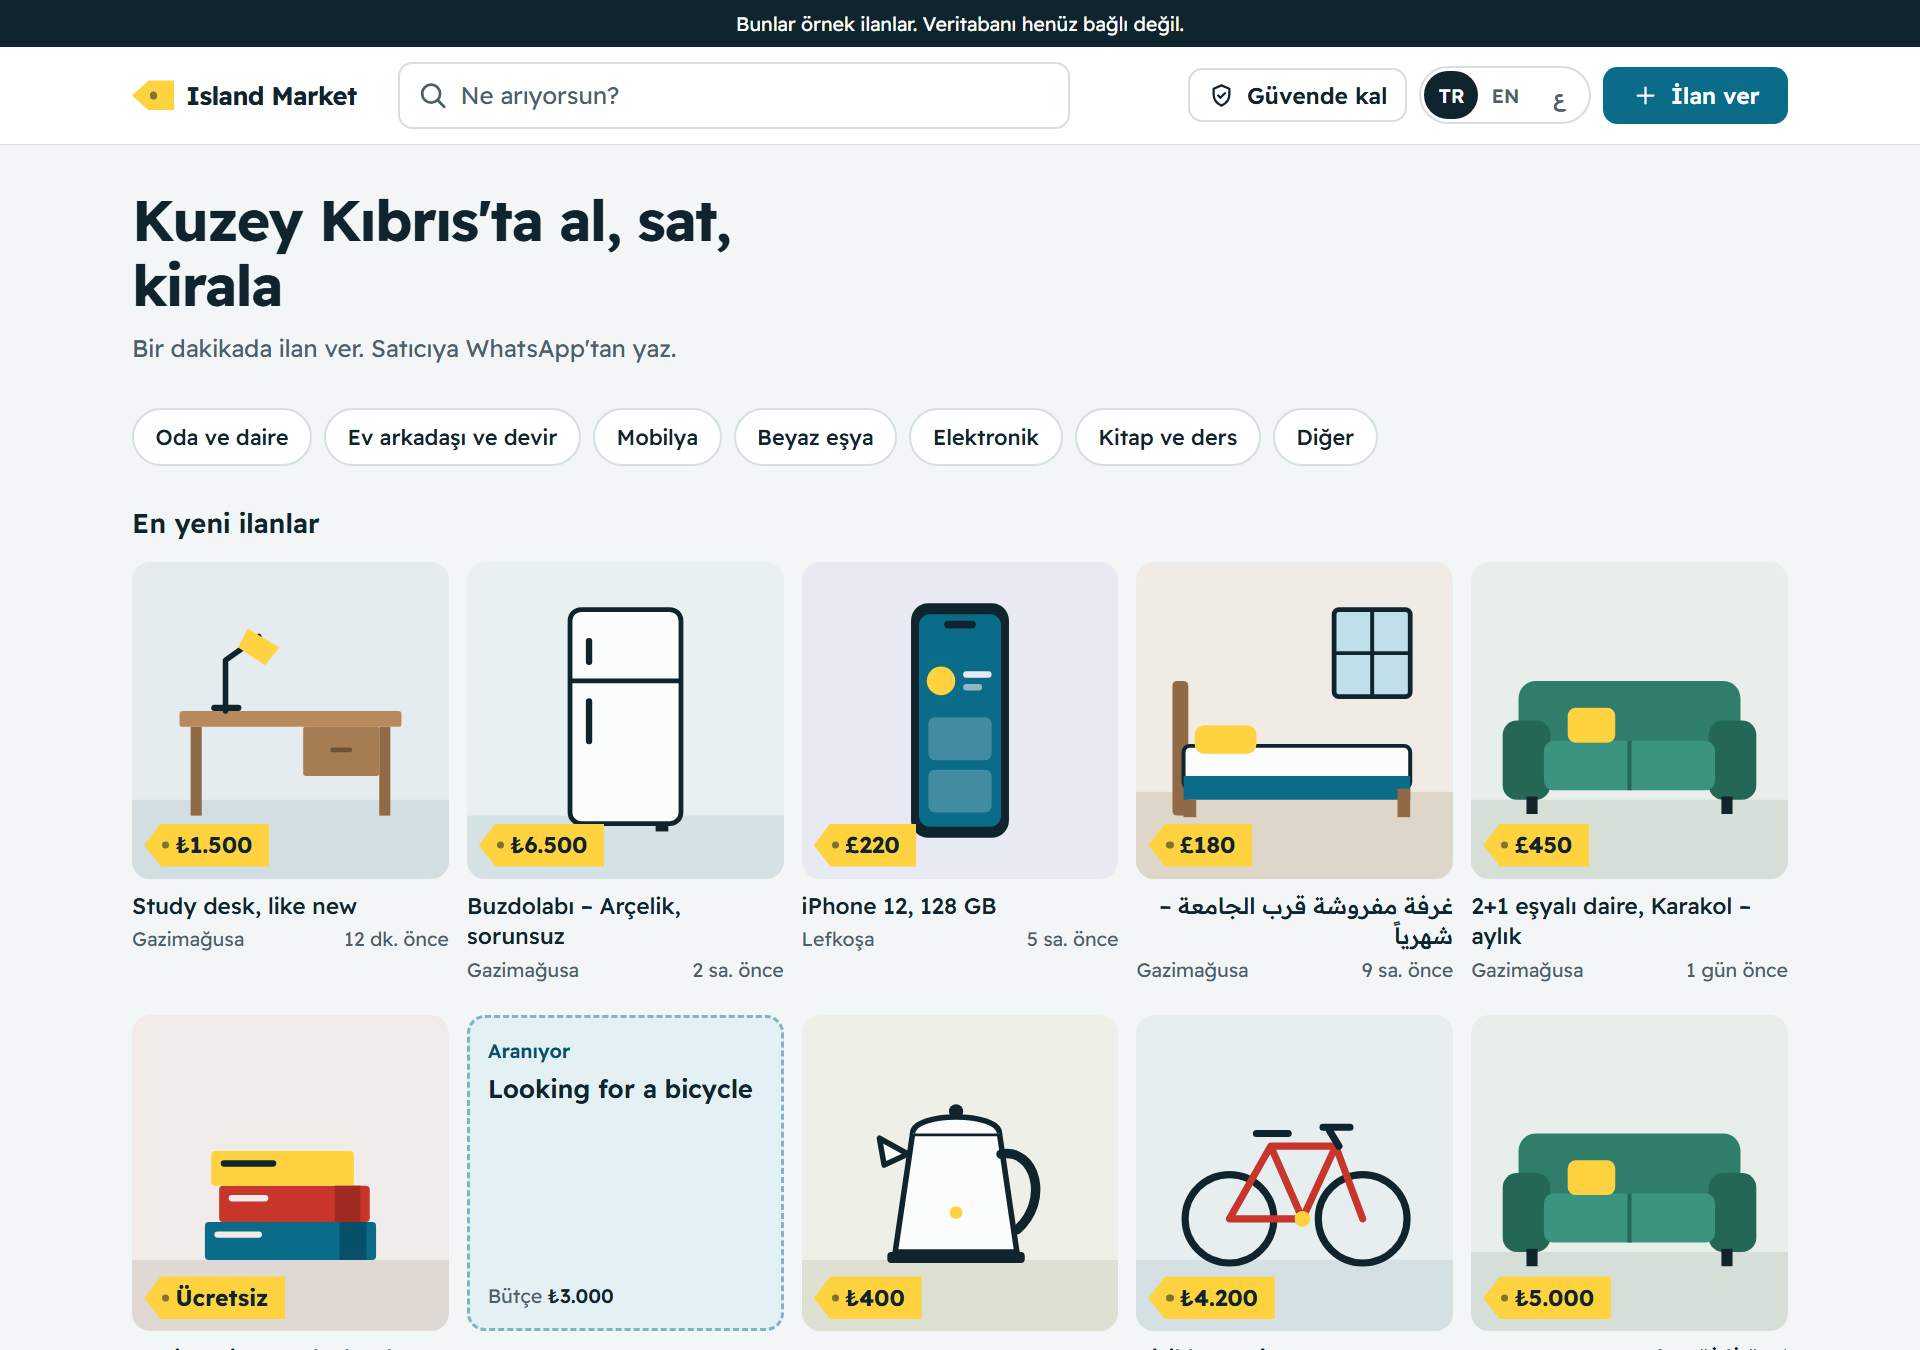 Bunlar örnek ilanlar. Veritabanı henüz bağlı değil.
Island Market
Ne arıyorsun?
Güvende kal
TR EN ع
İlan ver
Kuzey Kıbrıs'ta al, sat,
kirala
Bir dakikada ilan ver. Satıcıya WhatsApp'tan yaz.
Oda ve daire
Ev arkadaşı ve devir
Mobilya
Beyaz eşya
Elektronik
Kitap ve ders
Diğer
En yeni ilanlar
₺1.500
Study desk, like new
Gazimağusa 12 dk. önce
₺6.500
Buzdolabı – Arçelik,
sorunsuz
Gazimağusa 2 sa. önce
£220
iPhone 12, 128 GB
Lefkoşa 5 sa. önce
£180
غرفة مفروشة قرب الجامعة –
شهرياً
Gazimağusa 9 sa. önce
£450
2+1 eşyalı daire, Karakol –
aylık
Gazimağusa 1 gün önce
Ücretsiz
Aranıyor
Looking for a bicycle
Bütçe ₺3.000
₺400
₺4.200
₺5.000